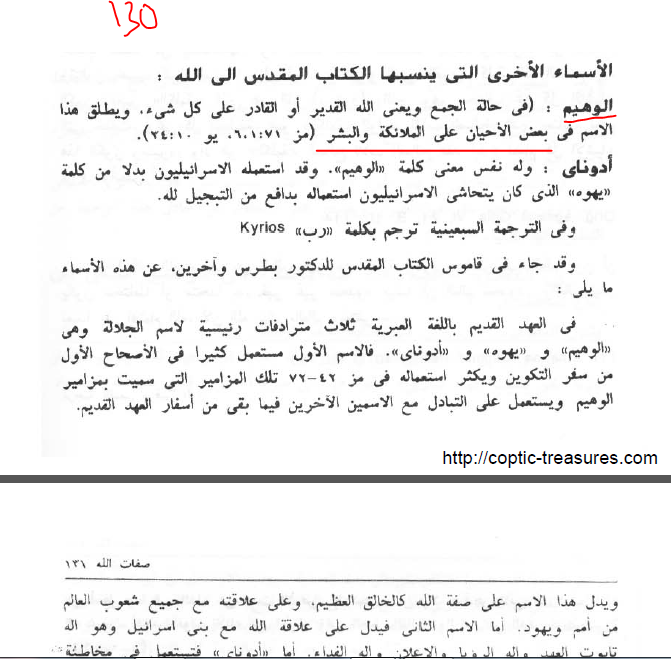 130
الأسماء الأخرى التى ينسبها الكتاب المقدس الى الله :
الوهيم : (فى حالة الجمع ويعنى الله القدير أو القادر على كل شىء، ويطلق هذا
الاسم فى بعض الأحيان على الملائكة والبشر (مز ٦،١:٧١، يو ٣٤:١٠).
أدوناى : وله نفس معنى كلمة «الوهيم». وقد استعمله الاسرائيليون بدلا من كلمة
«يهوه» الذى كان يتحاشى الاسرائيليون استعماله بدافع من التبجيل لله.
وفى الترجمة السبعينية ترجم بكلمة «رب» Kyrios
وقد جاء فى قاموس الكتاب المقدس للدكتور بطرس وآخرين، عن هذه الأسماء
ما يلى :
فى العهد القديم باللغة العبرية ثلاث مترادفات رئيسية لاسم الجلالة وهى
«الوهيم» و «يهوه» و «أدوناى». فالاسم الأول مستعمل كثيرا فى الأصحاح الأول
من سفر التكوين ويكثر استعماله فى مز ٤٢-٧٢ تلك المزامير التى سميت بمزامير
الوهيم ويستعمل على التبادل مع الاسمين الآخرين فيما بقى من أسفار العهد القديم.
http://coptic-treasures.com
صفات الله ١٣١
ويدل هذا الاسم على صفة الله كالخالق العظيم، وعلى علاقته مع جميع شعوب العالم
من أمم ويهود. أما الاسم الثانى فيدل على علاقة الله مع بنى اسرائيل وهو اله
تابوت العهد واله الرؤيا والاعلان واله الفداء. أما «أدوناى» فتستعمل فى مخاطبة